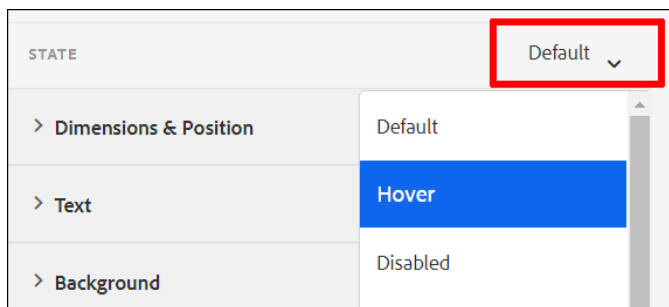 STATE
Default
Dimensions & Position
Default
Text
Hover
Background
Disabled